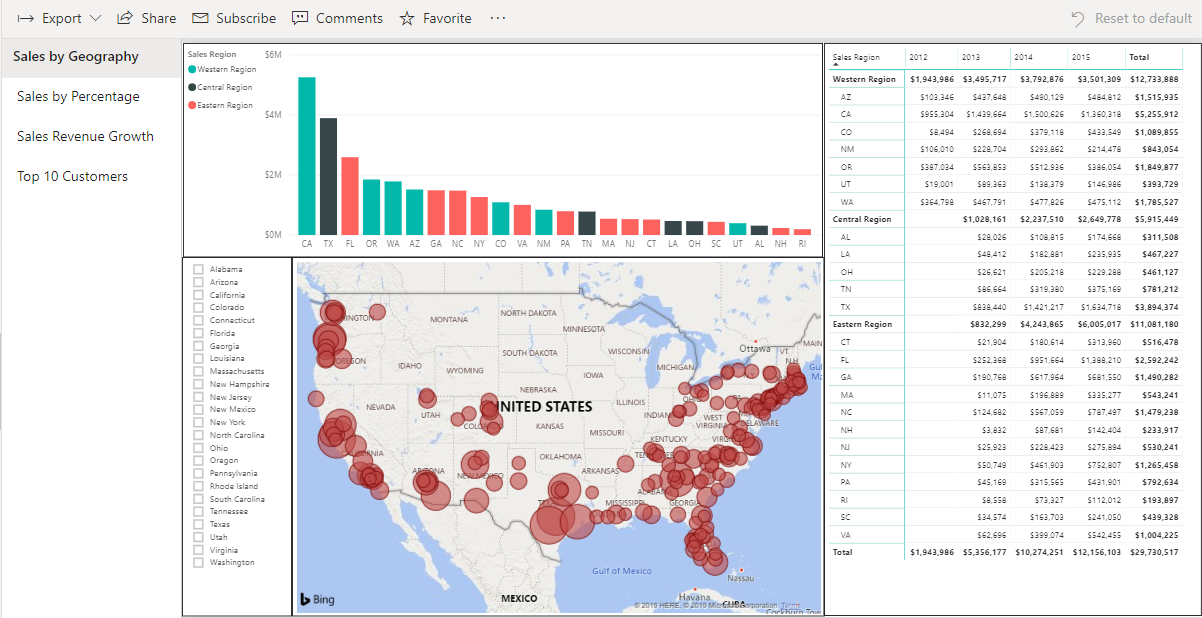 Export Share Subscribe Comments Favorite ··· Reset to default
Sales by Geography
Sales by Percentage
Sales Revenue Growth
Top 10 Customers
Sales Region
Western Region
Central Region
Eastern Region
$6M
$4M
$2M
$0M
CA TX FL OR WA AZ GA NC NY CO VA NM PA TN MA NJ CT LA OH SC UT AL NH RI
Alabama
Arizona
California
Colorado
Connecticut
Florida
Georgia
Louisiana
Massachusetts
New Hampshire
New Jersey
New Mexico
New York
North Carolina
Ohio
Oregon
Pennsylvania
Rhode Island
South Carolina
Tennessee
Texas
Utah
Virginia
Washington
MONTANA
NORTH DAKOTA
MINNESOTA
Ottawa
VT.
N.H.
SOUTH DAKOTA
WISCONSIN
MICHIGAN
IDAHO
WYOMING
IOWA
NEBRASKA
NEVADA
UTAH
UNITED STATES
ILLINOIS
KANSAS
MISSOURI
WEST
VIRGINIA
DELAWARE
KENTUCKY
OKLAHOMA
ARKANSAS
NEW MEXICO
MISSISSIPPI
GEORGIA
Gulf of Mexico
Nassau
Havana
MEXICO
CUBA
Bing
© 2019 HERE, © 2019 Microsoft Corporation Terms
Sales Region 2012 2013 2014 2015 Total
Western Region $1,943,986 $3,495,717 $3,792,876 $3,501,309 $12,733,888
AZ $103,346 $437,648 $490,129 $484,812 $1,515,935
CA $955,304 $1,439,664 $1,500,626 $1,360,318 $5,255,912
CO $8,494 $268,694 $379,118 $433,549 $1,089,855
NM $106,010 $228,704 $293,862 $214,478 $843,054
OR $387,034 $563,853 $512,936 $386,054 $1,849,877
UT $19,001 $89,363 $138,379 $146,986 $393,729
WA $364,798 $467,791 $477,826 $475,112 $1,785,527
Central Region $1,028,161 $2,237,510 $2,649,778 $5,915,449
AL $28,026 $108,815 $174,668 $311,508
LA $48,412 $182,881 $235,935 $467,227
OH $26,621 $205,218 $229,288 $461,127
TN $86,664 $319,380 $375,169 $781,212
TX $838,440 $1,421,217 $1,634,718 $3,894,374
Eastern Region $832,299 $4,243,865 $6,005,017 $11,081,180
CT $21,904 $180,614 $313,960 $516,478
FL $252,368 $951,664 $1,388,210 $2,592,242
GA $190,768 $617,964 $681,550 $1,490,282
MA $11,075 $196,889 $335,277 $543,241
NC $124,682 $567,059 $787,497 $1,479,238
NH $3,832 $87,681 $142,404 $233,917
NJ $25,923 $228,423 $275,894 $530,241
NY $50,749 $461,903 $752,807 $1,265,458
PA $45,169 $315,565 $431,901 $792,634
RI $8,558 $73,327 $112,012 $193,897
SC $34,574 $163,703 $241,050 $439,328
VA $62,696 $399,074 $542,455 $1,004,225
Total $1,943,986 $5,356,177 $10,274,251 $12,156,103 $29,730,517